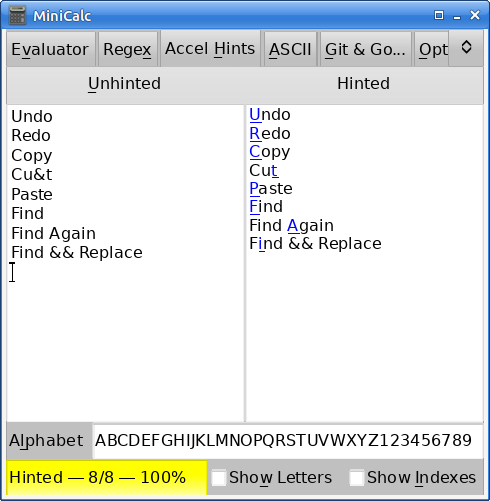 MiniCalc
Evaluator Regex Accel Hints ASCII Git & Go... Opt
Unhinted Hinted
Undo
Redo
Copy
Cu&t
Paste
Find
Find Again
Find && Replace
Undo
Redo
Copy
Cut
Paste
Find
Find Again
Find && Replace
Alphabet ABCDEFGHIJKLMNOPQRSTUVWXYZ123456789
Hinted — 8/8 — 100% Show Letters Show Indexes